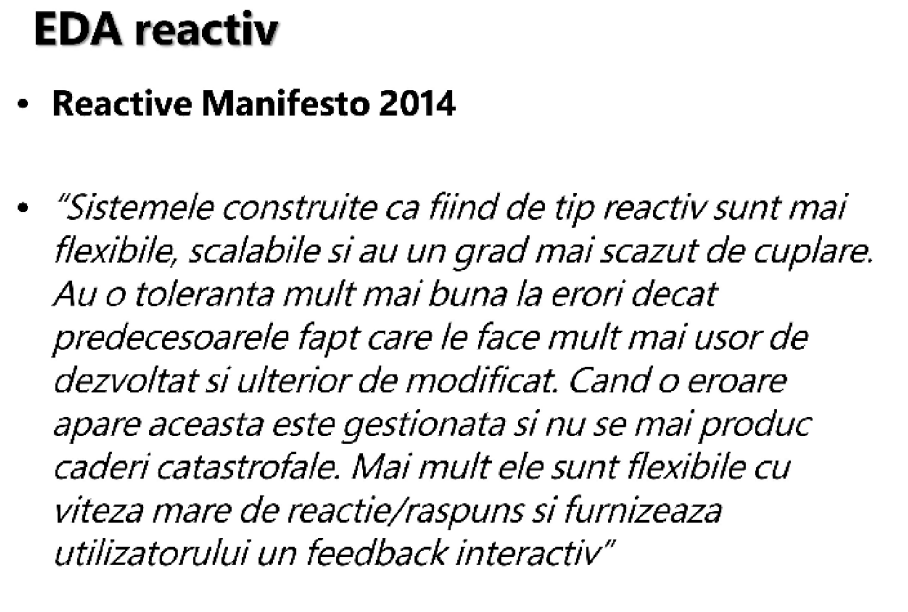 EDA reactiv
• Reactive Manifesto 2014
• “Sistemele construite ca fiind de tip reactiv sunt mai
flexibile, scalabile si au un grad mai scazut de cuplare.
Au o toleranta mult mai buna la erori decat
predecesoarele fapt care le face mult mai usor de
dezvoltat si ulterior de modificat. Cand o eroare
apare aceasta este gestionata si nu se mai produc
caderi catastrofale. Mai mult ele sunt flexibile cu
viteza mare de reactie/raspuns si furnizeaza
utilizatorului un feedback interactiv”